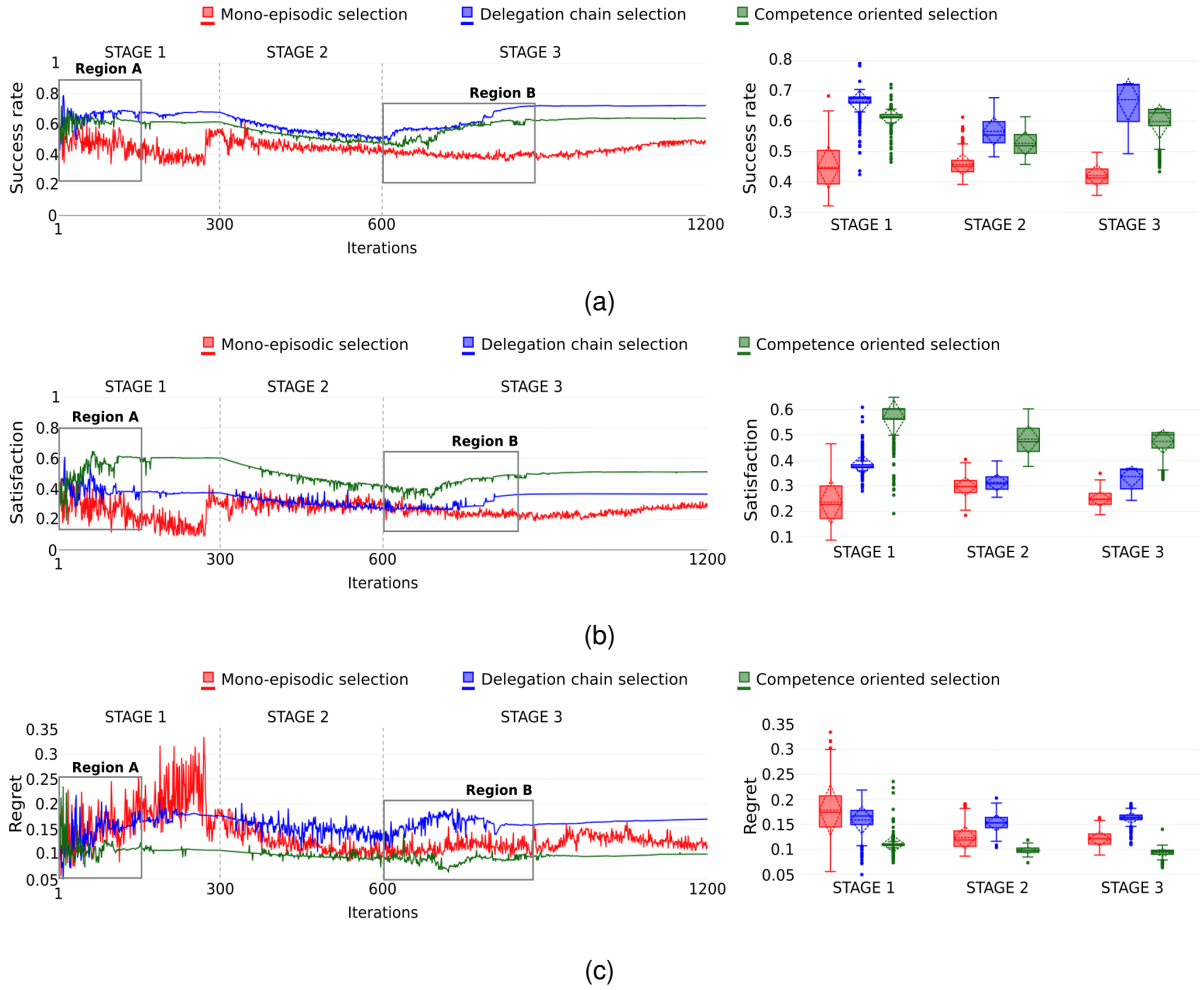 Mono-episodic selection Delegation chain selection Competence oriented selection
STAGE 1 STAGE 2 STAGE 3
Region A
Region B
Success rate
1
0.8
0.6
0.4
0.2
0
1 300 600 1200
Iterations
Success rate
0.8
0.7
0.6
0.5
0.4
0.3
STAGE 1 STAGE 2 STAGE 3
(a)
Mono-episodic selection Delegation chain selection Competence oriented selection
STAGE 1 STAGE 2 STAGE 3
Region A
Region B
Satisfaction
1
0.8
0.6
0.4
0.2
0
1 300 600 1200
Iterations
Satisfaction
0.6
0.5
0.4
0.3
0.2
0.1
STAGE 1 STAGE 2 STAGE 3
(b)
Mono-episodic selection Delegation chain selection Competence oriented selection
STAGE 1 STAGE 2 STAGE 3
Region A
Region B
Regret
0.35
0.3
0.25
0.2
0.15
0.1
0.05
1 300 600 1200
Iterations
Regret
0.35
0.3
0.25
0.2
0.15
0.1
0.05
STAGE 1 STAGE 2 STAGE 3
(c)